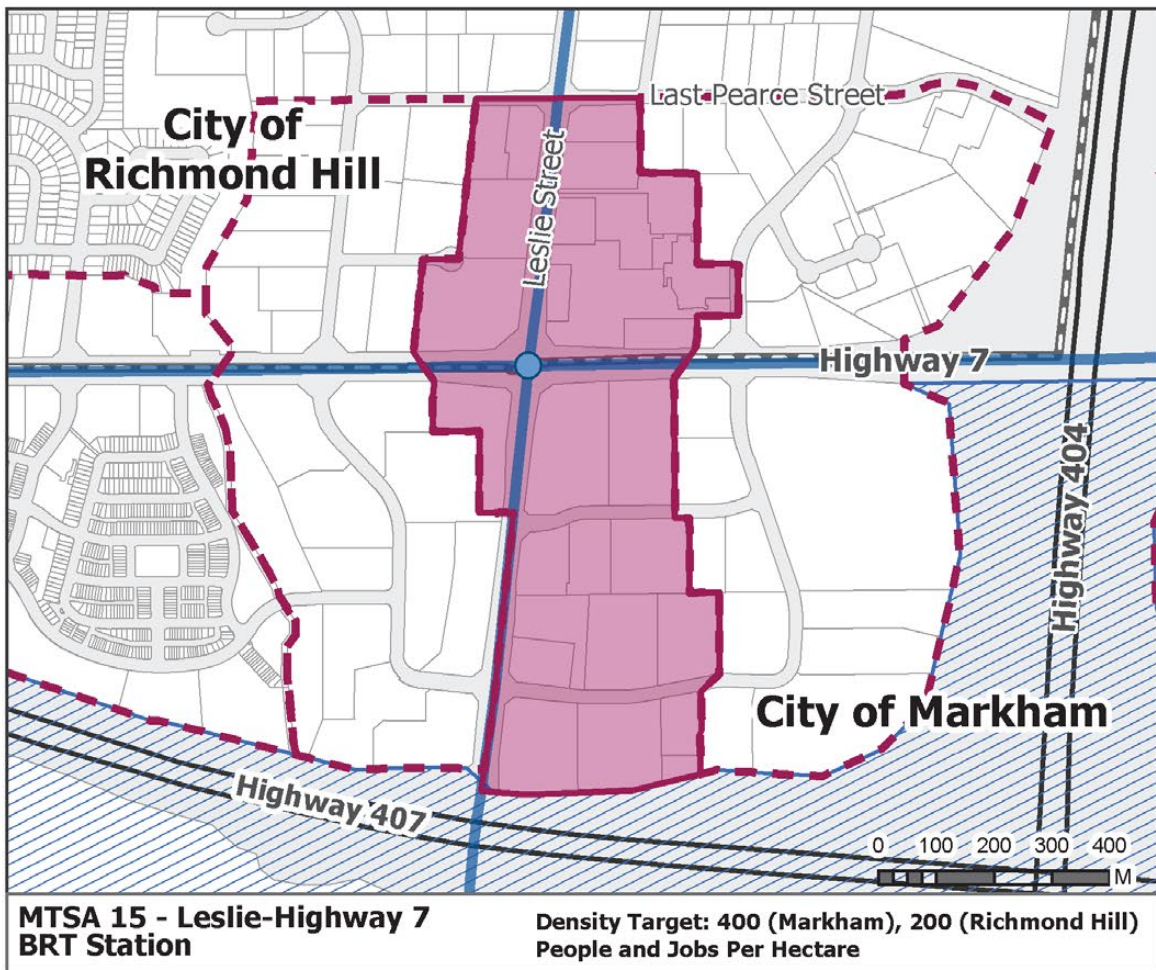 Last Pearce Street
City of
Richmond Hill
Leslie Street
Highway 7
Highway 404
City of Markham
Highway 407
0 100 200 300 400
M
MTSA 15 - Leslie-Highway 7
BRT Station
Density Target: 400 (Markham), 200 (Richmond Hill)
People and Jobs Per Hectare